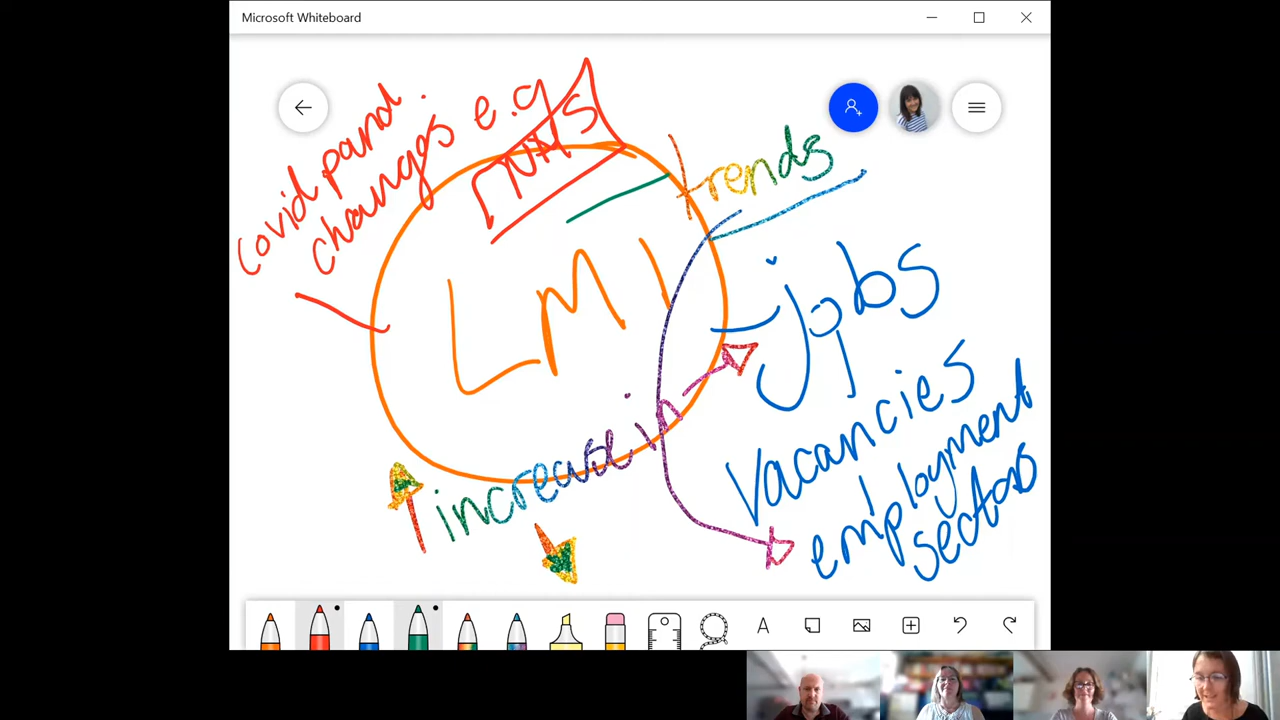 Microsoft Whiteboard
covid pand.
changes e.g
NHS
trends
LMI
jobs
vacancies
employment
sectors
increase in
A